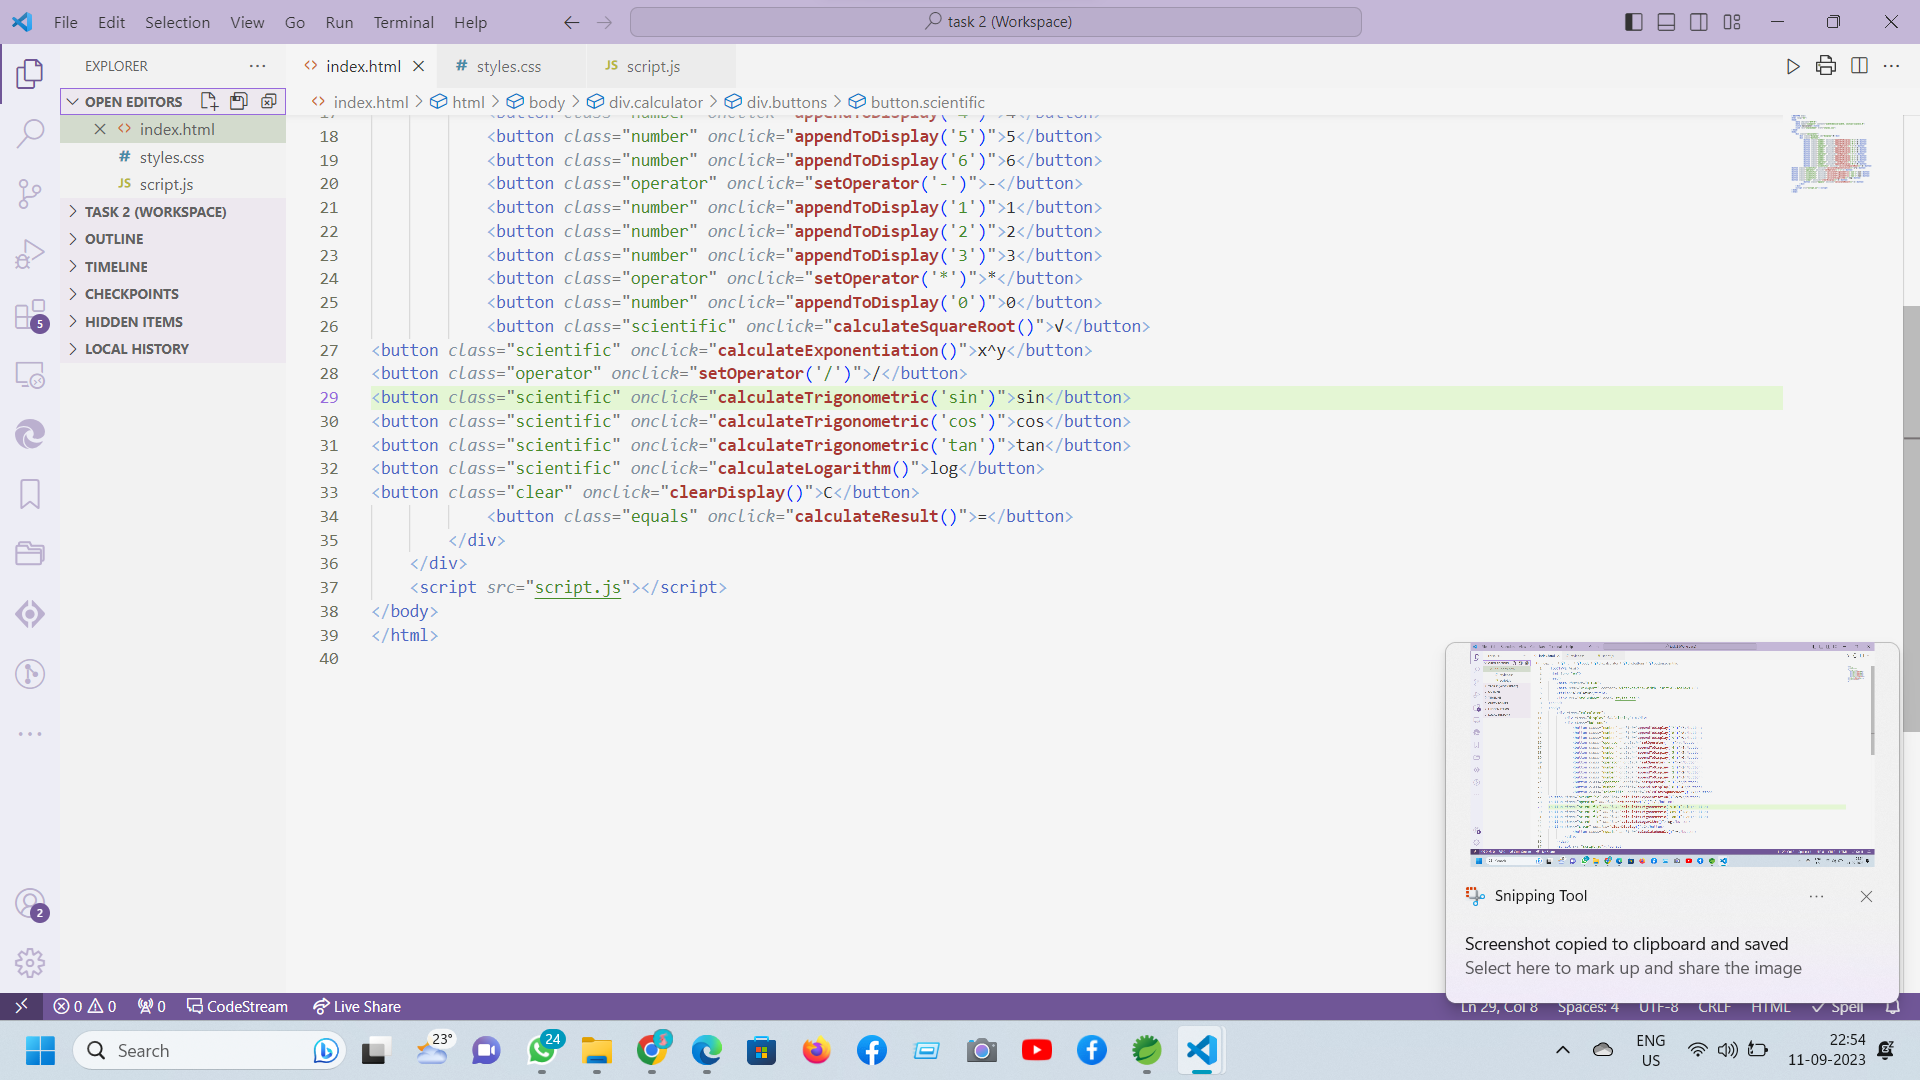 File Edit Selection View Go Run Terminal Help
task 2 (Workspace)
EXPLORER
OPEN EDITORS
index.html
styles.css
script.js
TASK 2 (WORKSPACE)
OUTLINE
TIMELINE
CHECKPOINTS
HIDDEN ITEMS
LOCAL HISTORY
5
2
index.html
# styles.css
JS script.js
index.html > html > body > div.calculator > div.buttons > button.scientific
17 <button class="number" onclick="appendToDisplay('4')">4</button>
18 <button class="number" onclick="appendToDisplay('5')">5</button>
19 <button class="number" onclick="appendToDisplay('6')">6</button>
20 <button class="operator" onclick="setOperator('-')">-</button>
21 <button class="number" onclick="appendToDisplay('1')">1</button>
22 <button class="number" onclick="appendToDisplay('2')">2</button>
23 <button class="number" onclick="appendToDisplay('3')">3</button>
24 <button class="operator" onclick="setOperator('*')">*</button>
25 <button class="number" onclick="appendToDisplay('0')">0</button>
26 <button class="scientific" onclick="calculateSquareRoot()">√</button>
27 <button class="scientific" onclick="calculateExponentiation()">x^y</button>
28 <button class="operator" onclick="setOperator('/')">/</button>
29 <button class="scientific" onclick="calculateTrigonometric('sin')">sin</button>
30 <button class="scientific" onclick="calculateTrigonometric('cos')">cos</button>
31 <button class="scientific" onclick="calculateTrigonometric('tan')">tan</button>
32 <button class="scientific" onclick="calculateLogarithm()">log</button>
33 <button class="clear" onclick="clearDisplay()">C</button>
34 <button class="equals" onclick="calculateResult()">=</button>
35 </div>
36 </div>
37 <script src="script.js"></script>
38 </body>
39 </html>
40
Snipping Tool
Screenshot copied to clipboard and saved
Select here to mark up and share the image
0 0 0 CodeStream Live Share
Ln 29, Col 8 Spaces: 4 UTF-8 CRLF HTML Spell
Search
23°
24
ENG
US
22:54
11-09-2023